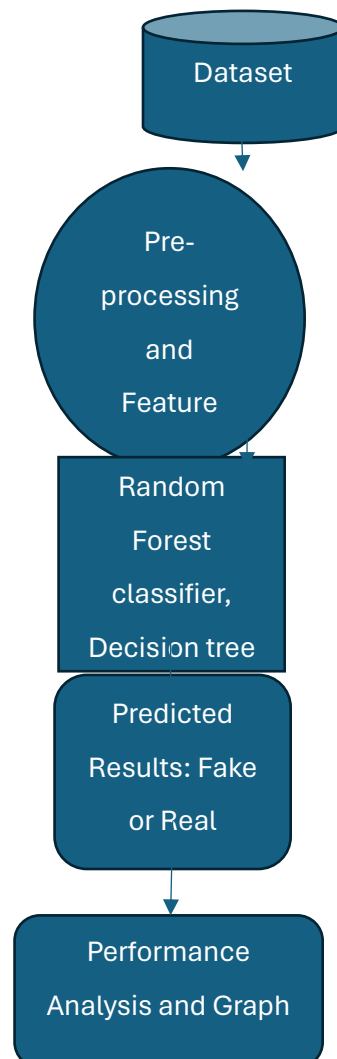 Dataset
Pre-
processing
and
Feature
Random
Forest
classifier,
Decision tree
Predicted
Results: Fake
or Real
Performance
Analysis and Graph